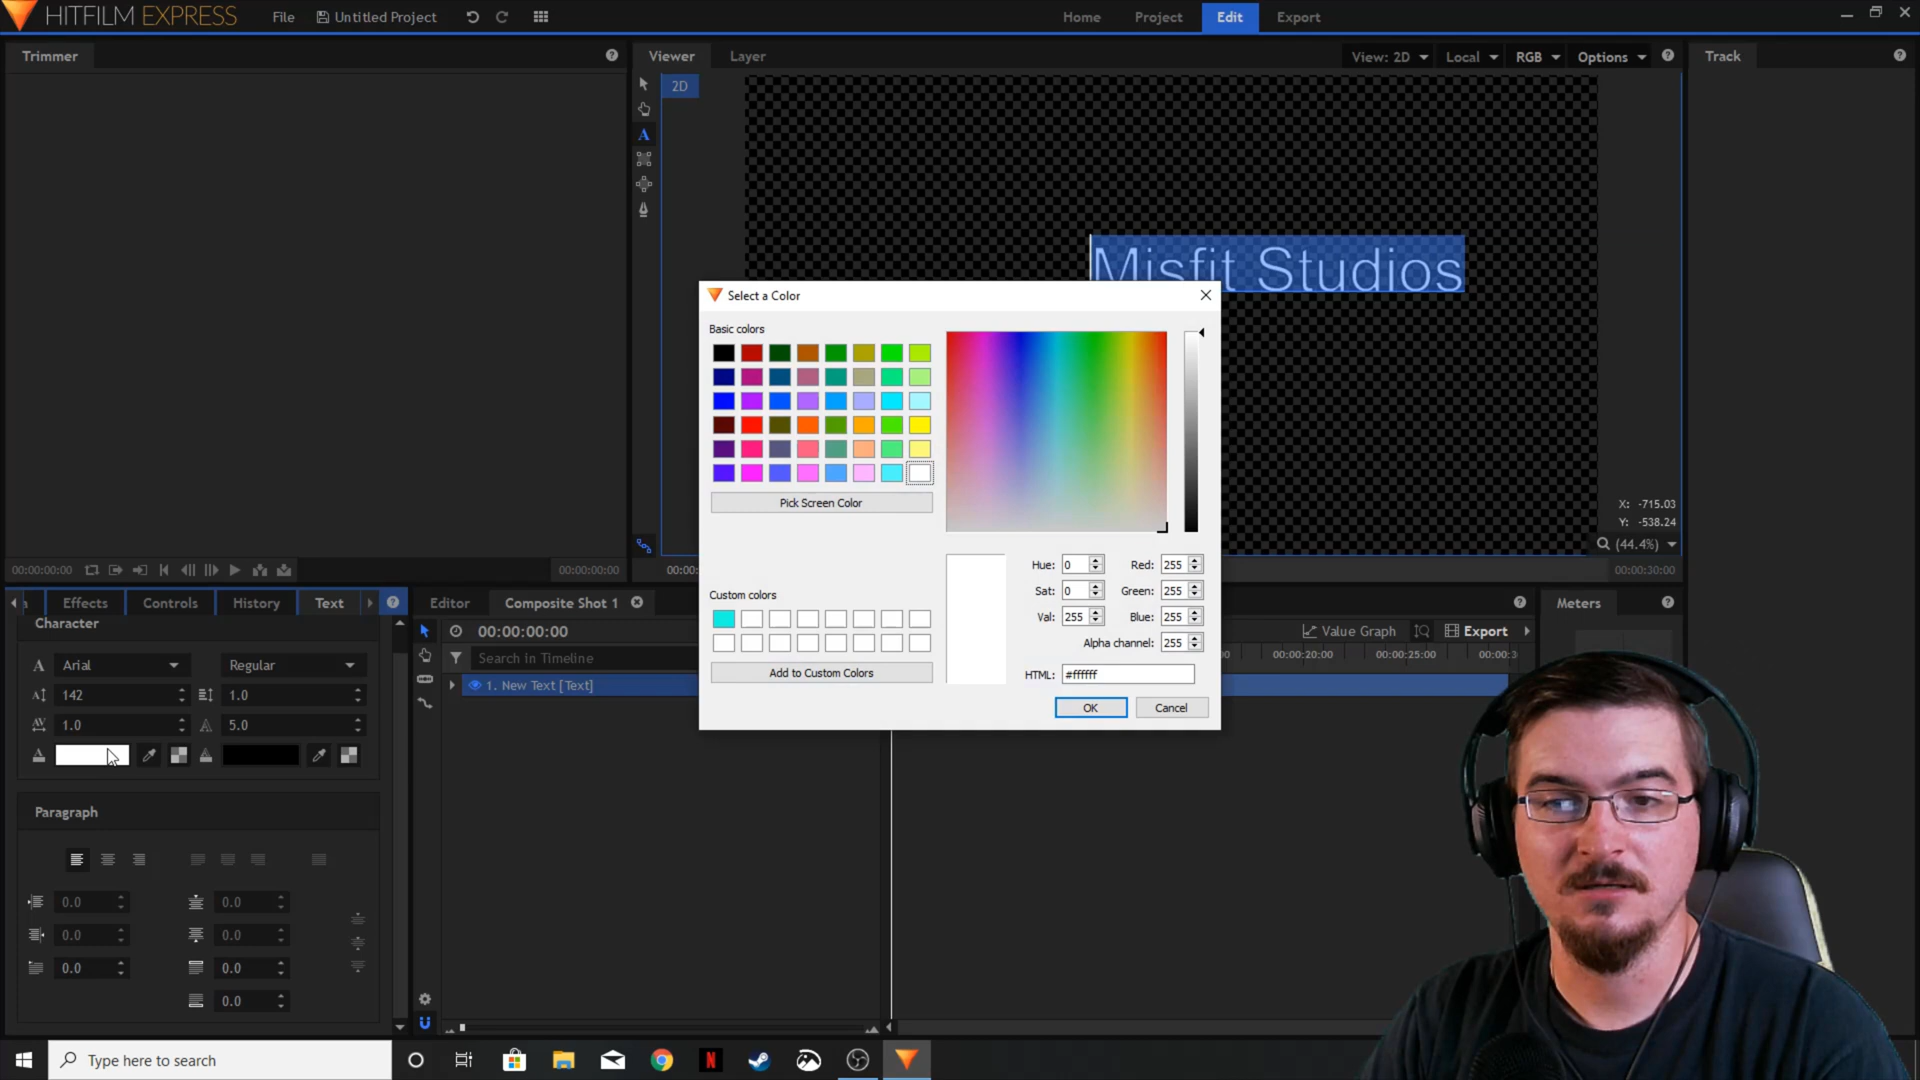 HITFILM EXPRESS
File
Untitled Project
Home
Project
Edit
Export
Trimmer
Viewer
Layer
View: 2D
Local
RGB
Options
Track
2D
Misfit Studios
Select a Color
Basic colors
Pick Screen Color
Custom colors
Add to Custom Colors
Hue: 0
Red: 255
Sat: 0
Green: 255
Val: 255
Blue: 255
Alpha channel: 255
HTML: #ffffff
OK
Cancel
X: -715.03
Y: -538.24
(44.4%)
00:00:00:00
00:00:00:00
00:00:
00:00:30:00
Effects
Controls
History
Text
Editor
Composite Shot 1
Meters
Character
00:00:00:00
Value Graph
Export
Search in Timeline
00:00:20:00
00:00:25:00
00:00:3
A Arial
Regular
142
1.0
1.0
5.0
1. New Text [Text]
Paragraph
0.0
0.0
0.0
0.0
0.0
0.0
0.0
Type here to search